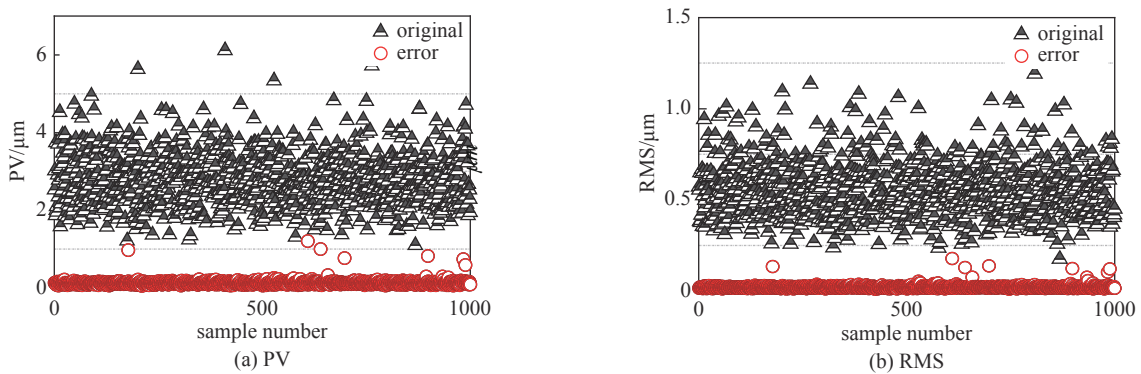 original
error
6
4
2
0
PV/μm
0
500
1000
sample number
(a) PV
1.5
1.0
0.5
0
RMS/μm
original
error
0
500
1000
sample number
(b) RMS